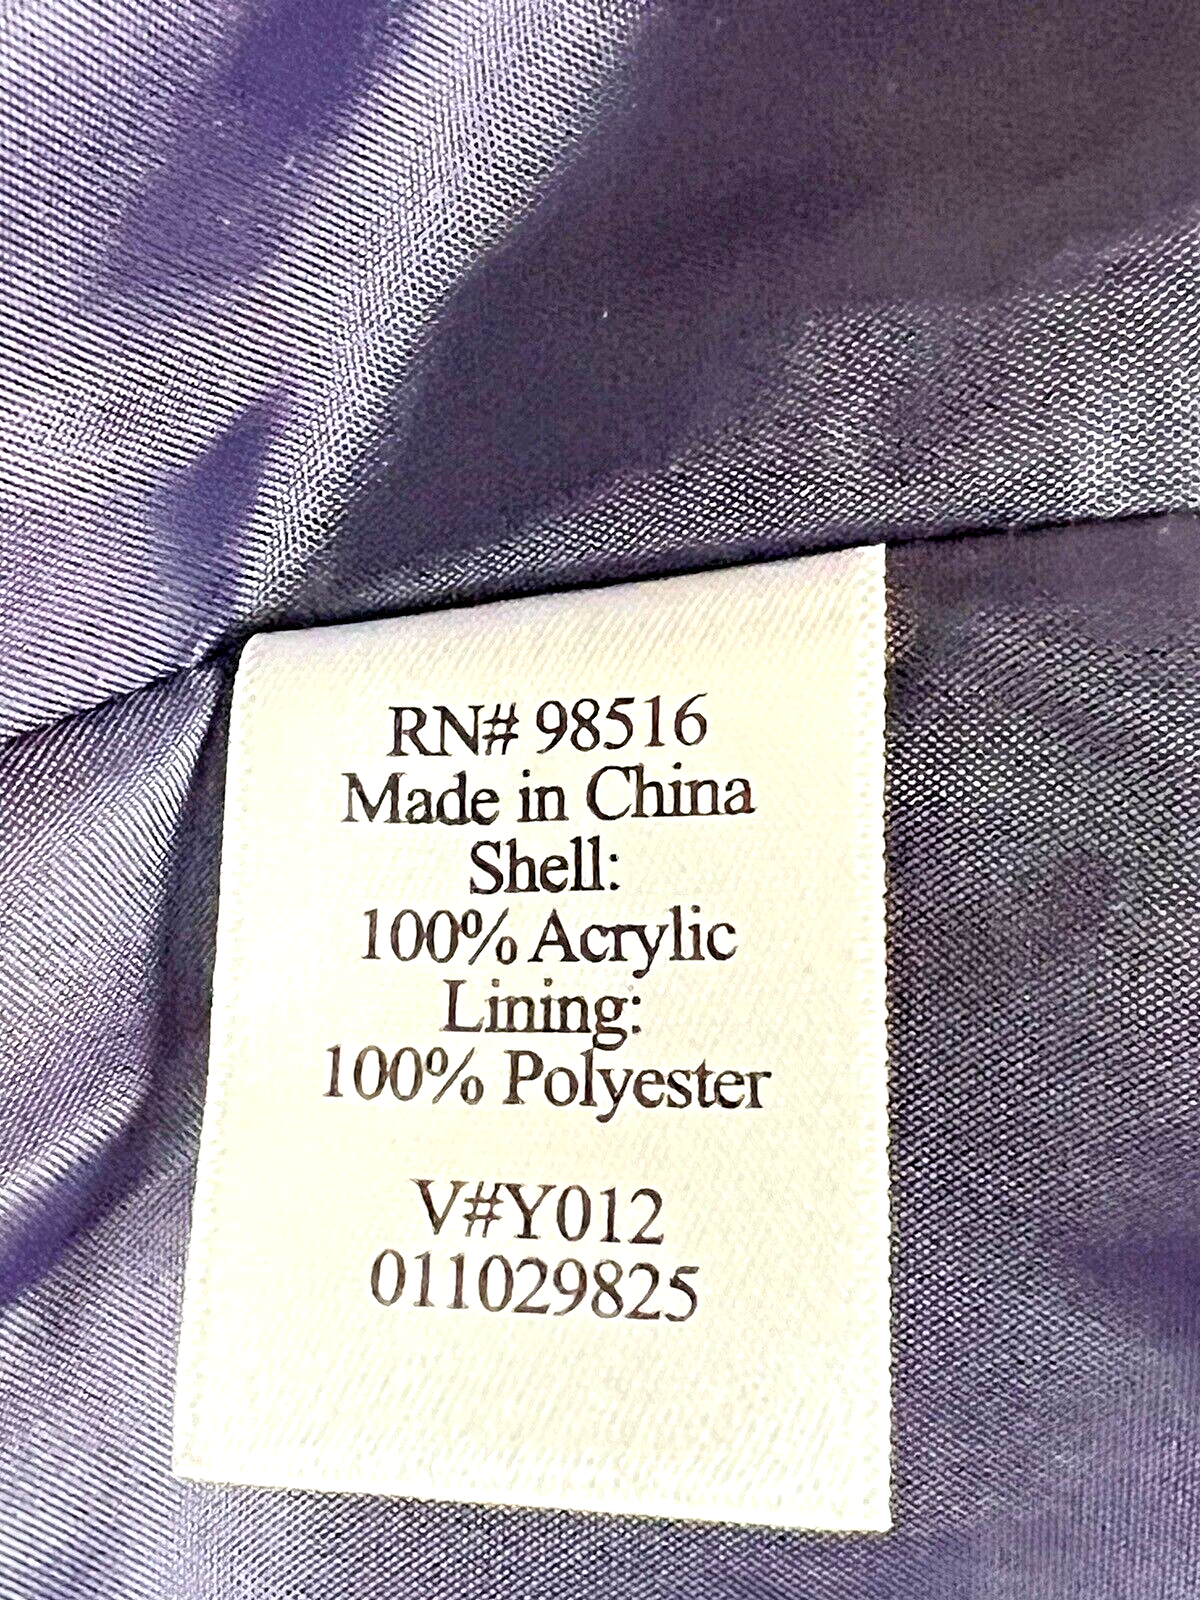 RN# 98516
Made in China
Shell:
100% Acrylic
Lining:
100% Polyester
V#Y012
011029825